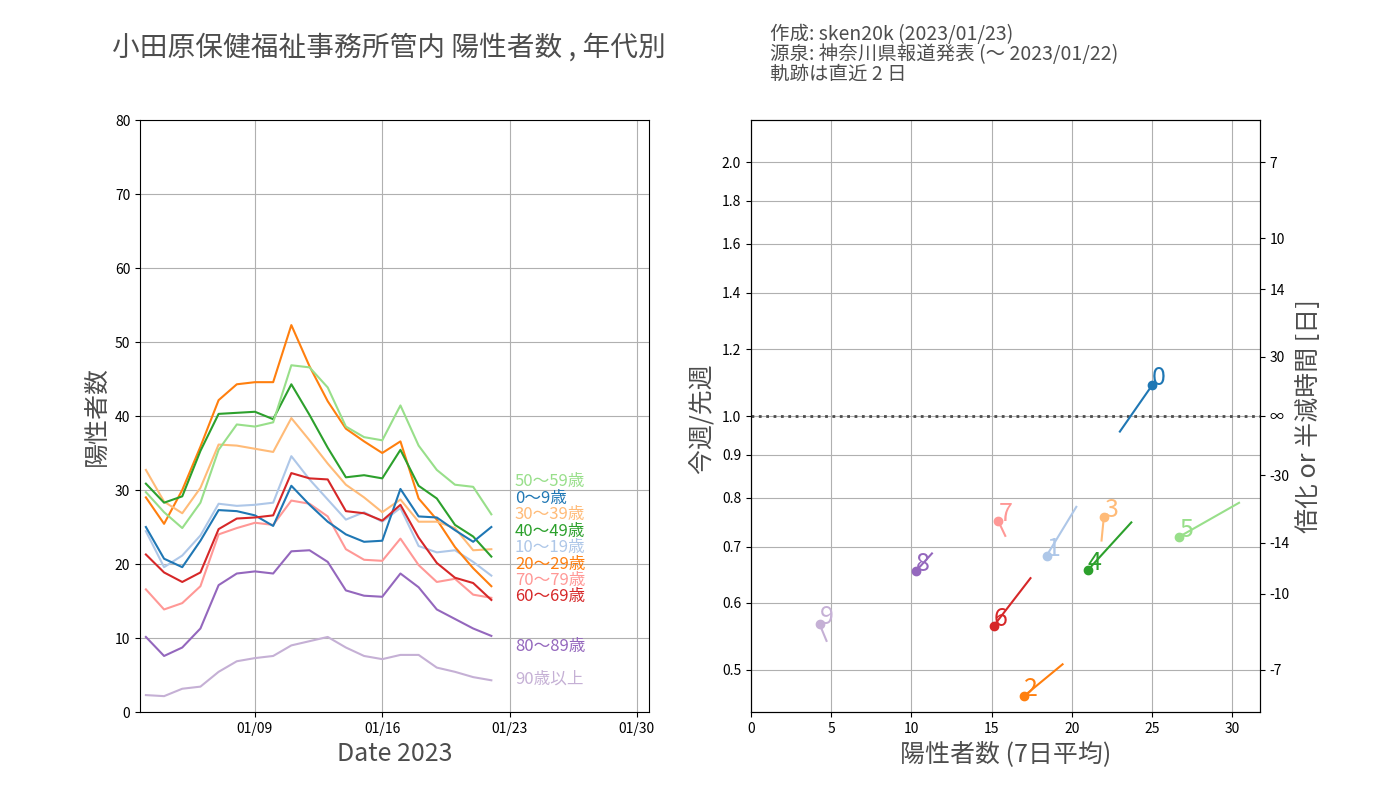 小田原保健福祉事務所管内 陽性者数 , 年代別
作成: sken20k (2023/01/23)
源泉: 神奈川県報道発表 (～ 2023/01/22)
軌跡は直近 2 日
80
70
60
50
40
30
20
10
0
陽性者数
50～59歳
0～9歳
30～39歳
40～49歳
10～19歳
20～29歳
70～79歳
60～69歳
80～89歳
90歳以上
01/09
01/16
01/23
01/30
Date 2023
2.0
1.8
1.6
1.4
1.2
1.0
0.9
0.8
0.7
0.6
0.5
今週/先週
0
7
3
5
1
4
8
6
9
2
7
10
14
30
∞
-30
-14
-10
-7
倍化 or 半減時間 [日]
0
5
10
15
20
25
30
陽性者数 (7日平均)